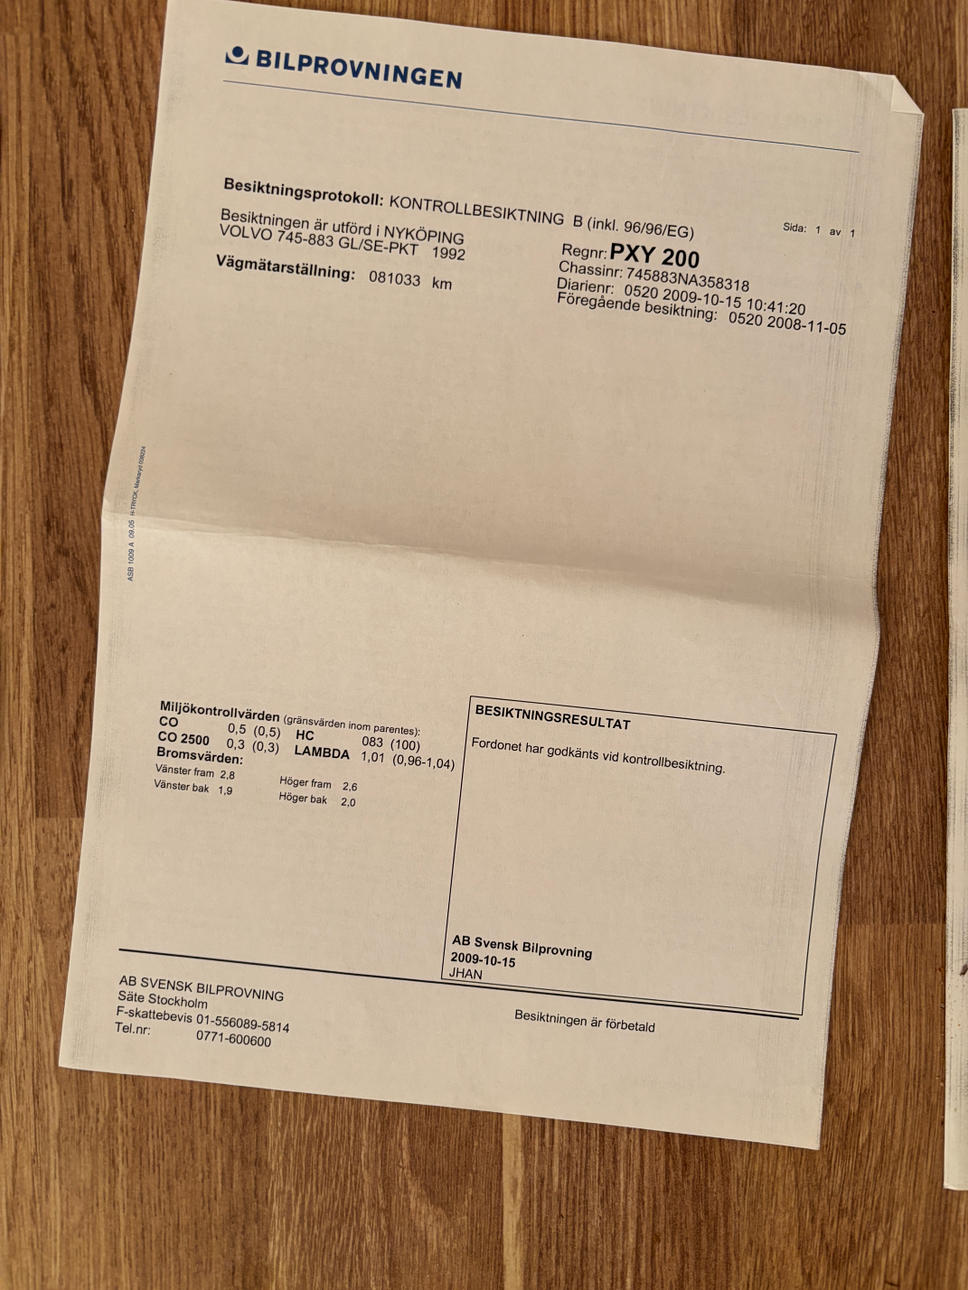 BILPROVNINGEN
Besiktningsprotokoll: KONTROLLBESIKTNING B (inkl. 96/96/EG)
Sida: 1 av 1
Besiktningen är utförd i NYKÖPING
VOLVO 745-883 GL/SE-PKT 1992
Vägmätarställning: 081033 km
Regnr: PXY 200
Chassinr: 745883NA358318
Diarienr: 0520 2009-10-15 10:41:20
Föregående besiktning: 0520 2008-11-05
ASB 1009 A 09.05 H-TRYCK, Markaryd
Miljökontrollvärden (gränsvärden inom parentes):
CO 0,5 (0,5) HC 083 (100)
CO 2500 0,3 (0,3) LAMBDA 1,01 (0,96-1,04)
Bromsvärden:
Vänster fram 2,8 Höger fram 2,6
Vänster bak 1,9 Höger bak 2,0
BESIKTNINGSRESULTAT
Fordonet har godkänts vid kontrollbesiktning.
AB Svensk Bilprovning
2009-10-15
JHAN
AB SVENSK BILPROVNING
Säte Stockholm
F-skattebevis 01-556089-5814
Tel.nr: 0771-600600
Besiktningen är förbetald